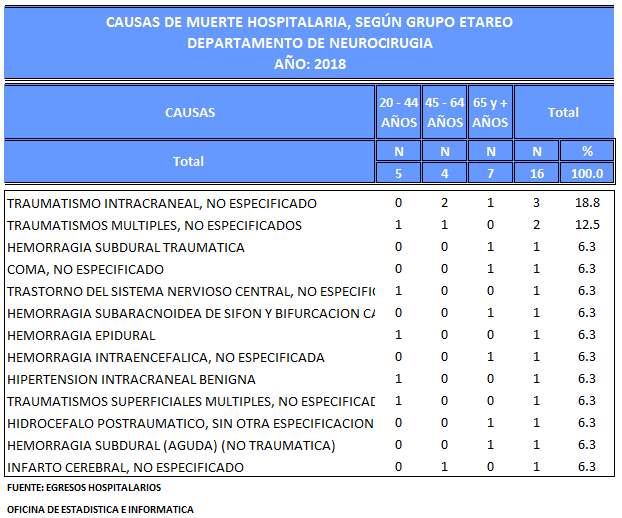 CAUSAS DE MUERTE HOSPITALARIA, SEGÚN GRUPO ETAREO
DEPARTAMENTO DE NEUROCIRUGIA
AÑO: 2018
CAUSAS 20 - 44 AÑOS 45 - 64 AÑOS 65 y + AÑOS Total
N N N N %
Total 5 4 7 16 100.0
TRAUMATISMO INTRACRANEAL, NO ESPECIFICADO 0 2 1 3 18.8
TRAUMATISMOS MULTIPLES, NO ESPECIFICADOS 1 1 0 2 12.5
HEMORRAGIA SUBDURAL TRAUMATICA 0 0 1 1 6.3
COMA, NO ESPECIFICADO 0 0 1 1 6.3
TRASTORNO DEL SISTEMA NERVIOSO CENTRAL, NO ESPECIFIC 1 0 0 1 6.3
HEMORRAGIA SUBARACNOIDEA DE SIFON Y BIFURCACION CA 0 0 1 1 6.3
HEMORRAGIA EPIDURAL 1 0 0 1 6.3
HEMORRAGIA INTRAENCEFALICA, NO ESPECIFICADA 0 0 1 1 6.3
HIPERTENSION INTRACRANEAL BENIGNA 1 0 0 1 6.3
TRAUMATISMOS SUPERFICIALES MULTIPLES, NO ESPECIFICAD 1 0 0 1 6.3
HIDROCEFALO POSTRAUMATICO, SIN OTRA ESPECIFICACION 0 0 1 1 6.3
HEMORRAGIA SUBDURAL (AGUDA) (NO TRAUMATICA) 0 0 1 1 6.3
INFARTO CEREBRAL, NO ESPECIFICADO 0 1 0 1 6.3
FUENTE: EGRESOS HOSPITALARIOS
OFICINA DE ESTADISTICA E INFORMATICA